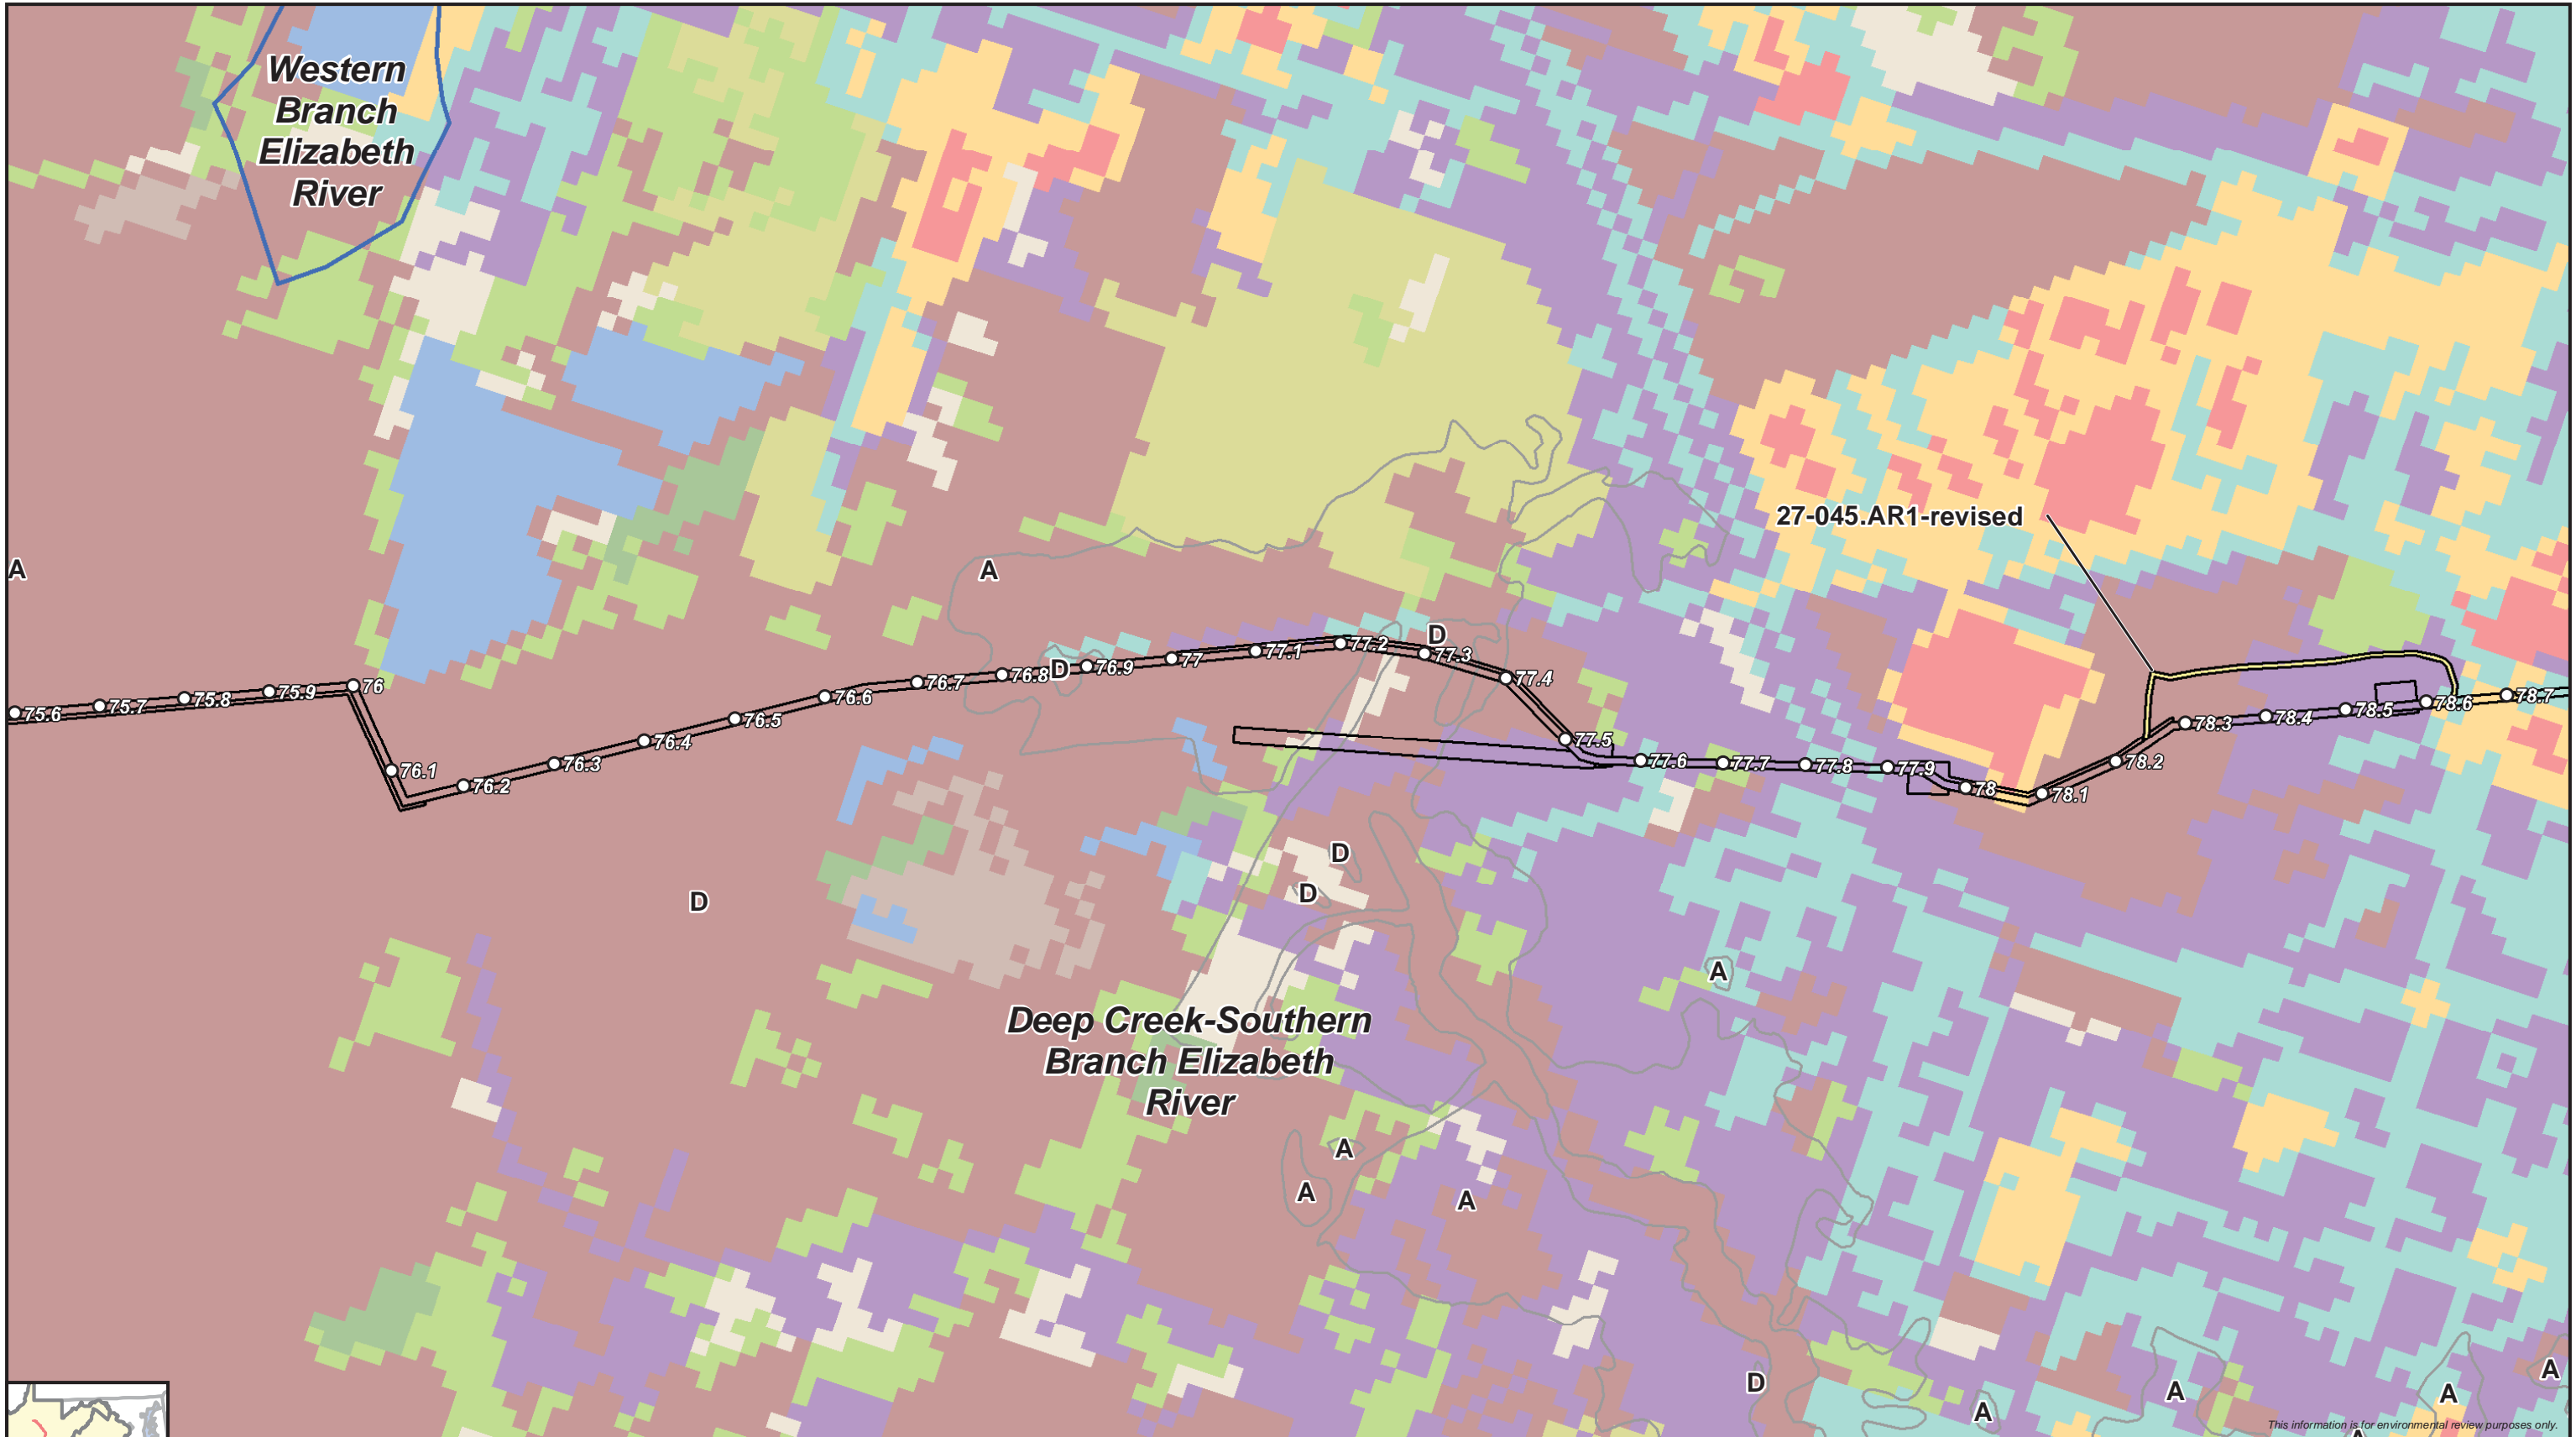 Western
Branch
Elizabeth
River
27-045.AR1-revised
A
A
D
77.2
77.3
D
76.8
76.9
77
77.1
77.4
76
75.9
75.8
75.7
75.6
76.7
76.6
76.5
76.4
76.3
76.2
76.1
77.5
77.6
77.7
77.8
77.9
78
78.1
78.2
78.3
78.4
78.5
78.6
78.7
D
D
D
A
Deep Creek-Southern
Branch Elizabeth
River
A
A
A
D
A
A
A
A
This information is for environmental review purposes only.
A